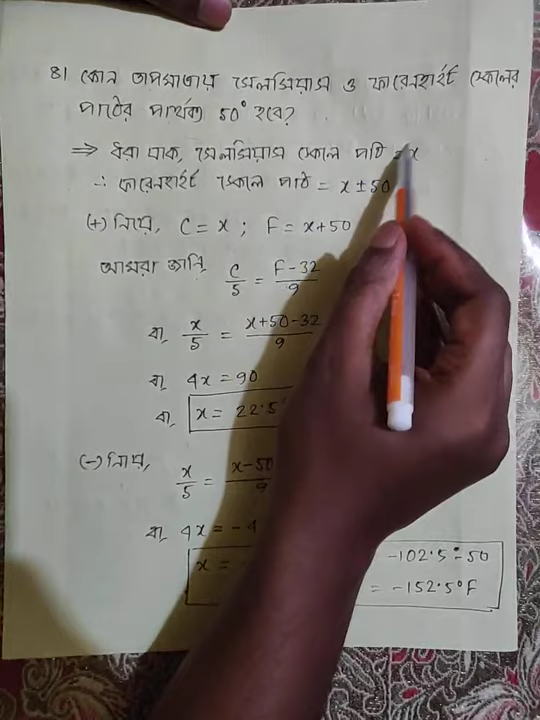 ৪। কোন তাপমাত্রায় সেলসিয়াস ও ফারেনহাইট স্কেলের
পাঠের পার্থক্য 50° হবে?
⇒ ধরা যাক, সেলসিয়াস স্কেলে পাঠ = x
∴ ফারেনহাইট স্কেলে পাঠ = x ± 50
(+) নিয়ে, C = x ; F = x+50
আমরা জানি, C/5 = F-32/9
বা, x/5 = x+50-32/9
বা, 4x = 90
বা, x = 22.5°
(-) নিয়ে,
x/5 = x-50
বা, 4x = -4
x = -102.5°-50
= -152.5°F